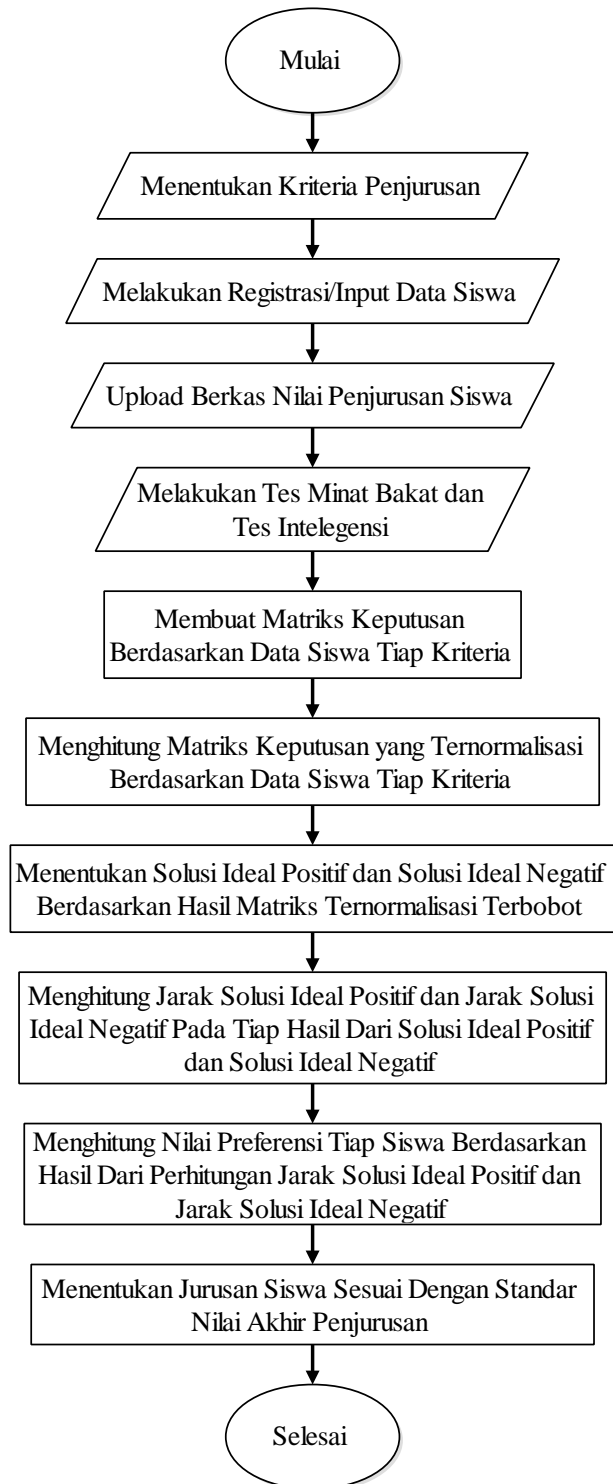 Mulai
Menentukan Kriteria Penjurusan
Melakukan Registrasi/Input Data Siswa
Upload Berkas Nilai Penjurusan Siswa
Melakukan Tes Minat Bakat dan
Tes Intelegensi
Membuat Matriks Keputusan
Berdasarkan Data Siswa Tiap Kriteria
Menghitung Matriks Keputusan yang Ternormalisasi
Berdasarkan Data Siswa Tiap Kriteria
Menentukan Solusi Ideal Positif dan Solusi Ideal Negatif
Berdasarkan Hasil Matriks Ternormalisasi Terbobot
Menghitung Jarak Solusi Ideal Positif dan Jarak Solusi
Ideal Negatif Pada Tiap Hasil Dari Solusi Ideal Positif
dan Solusi Ideal Negatif
Menghitung Nilai Preferensi Tiap Siswa Berdasarkan
Hasil Dari Perhitungan Jarak Solusi Ideal Positif dan
Jarak Solusi Ideal Negatif
Menentukan Jurusan Siswa Sesuai Dengan Standar
Nilai Akhir Penjurusan
Selesai